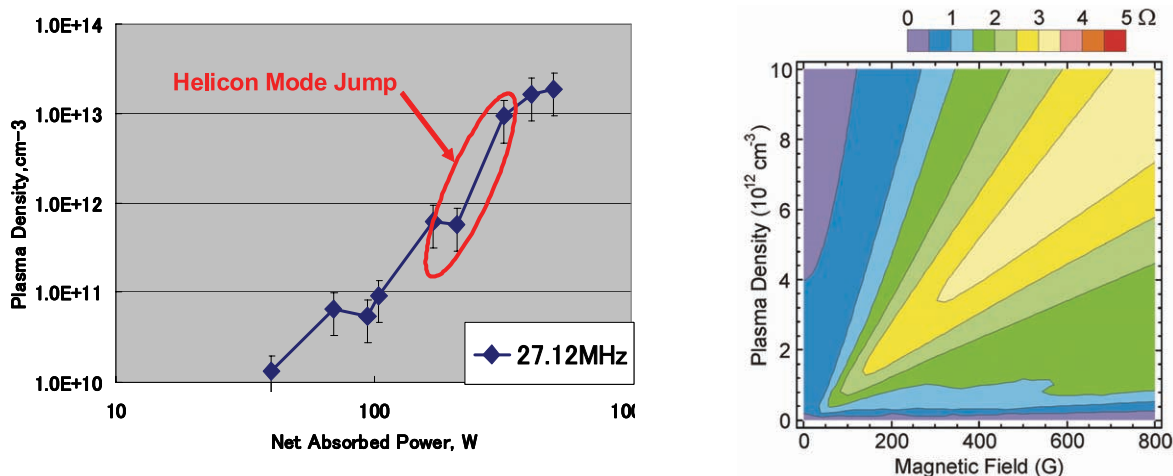 1.0E+14
1.0E+13
1.0E+12
1.0E+11
1.0E+10
Plasma Density,cm-3
Helicon Mode Jump
27.12MHz
10
100
100
Net Absorbed Power, W
0 1 2 3 4 5 Ω
10
8
6
4
2
0
Plasma Density (10¹² cm⁻³)
0 200 400 600 800
Magnetic Field (G)